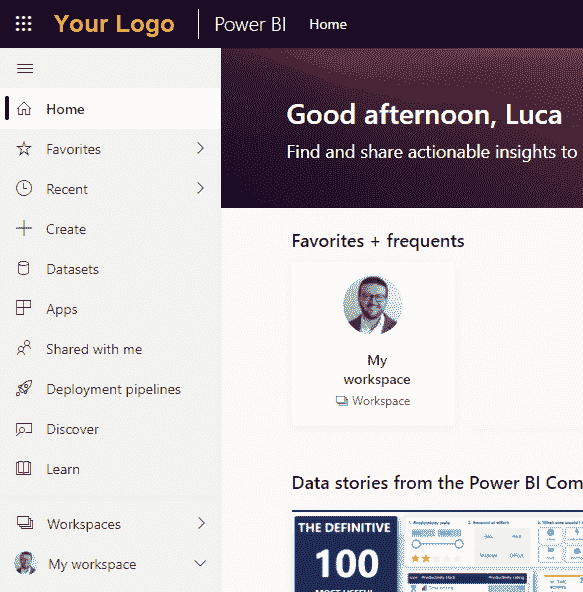 Your Logo
Power BI
Home
Home
Favorites
Recent
Create
Datasets
Apps
Shared with me
Deployment pipelines
Discover
Learn
Workspaces
My workspace
Good afternoon, Luca
Find and share actionable insights to
Favorites + frequents
My
workspace
Workspace
Data stories from the Power BI Com
THE DEFINITIVE
100
MOST USEFUL